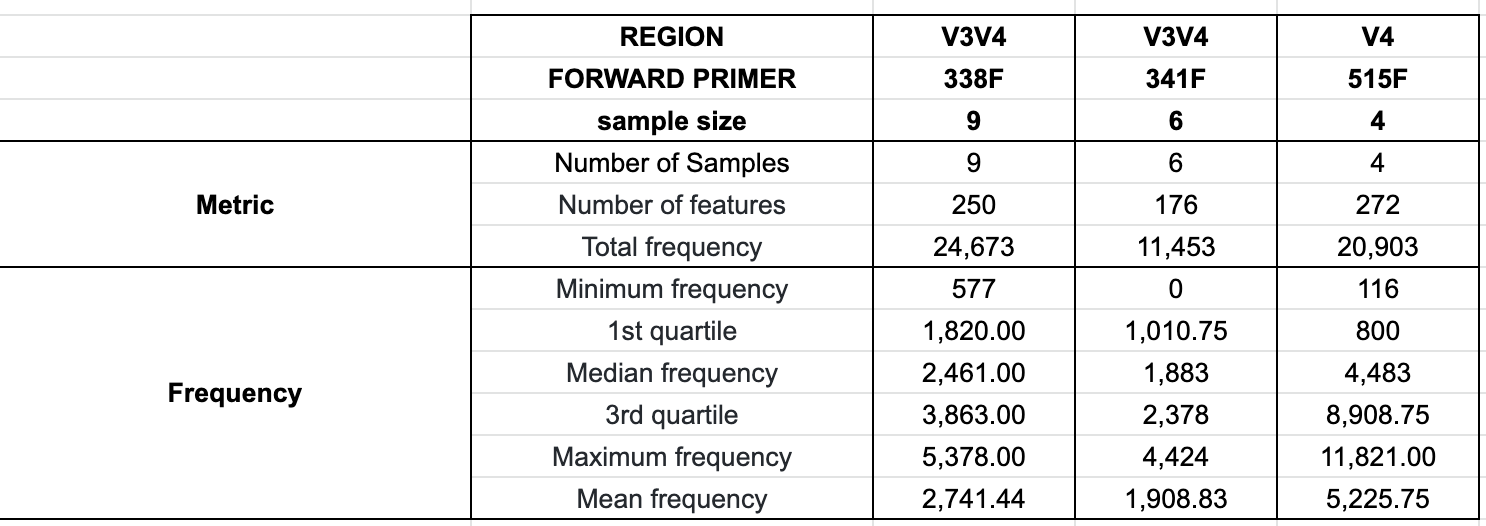 REGION V3V4 V3V4 V4
FORWARD PRIMER 338F 341F 515F
sample size 9 6 4
Number of Samples 9 6 4
Metric Number of features 250 176 272
Total frequency 24,673 11,453 20,903
Minimum frequency 577 0 116
1st quartile 1,820.00 1,010.75 800
Median frequency 2,461.00 1,883 4,483
Frequency
3rd quartile 3,863.00 2,378 8,908.75
Maximum frequency 5,378.00 4,424 11,821.00
Mean frequency 2,741.44 1,908.83 5,225.75